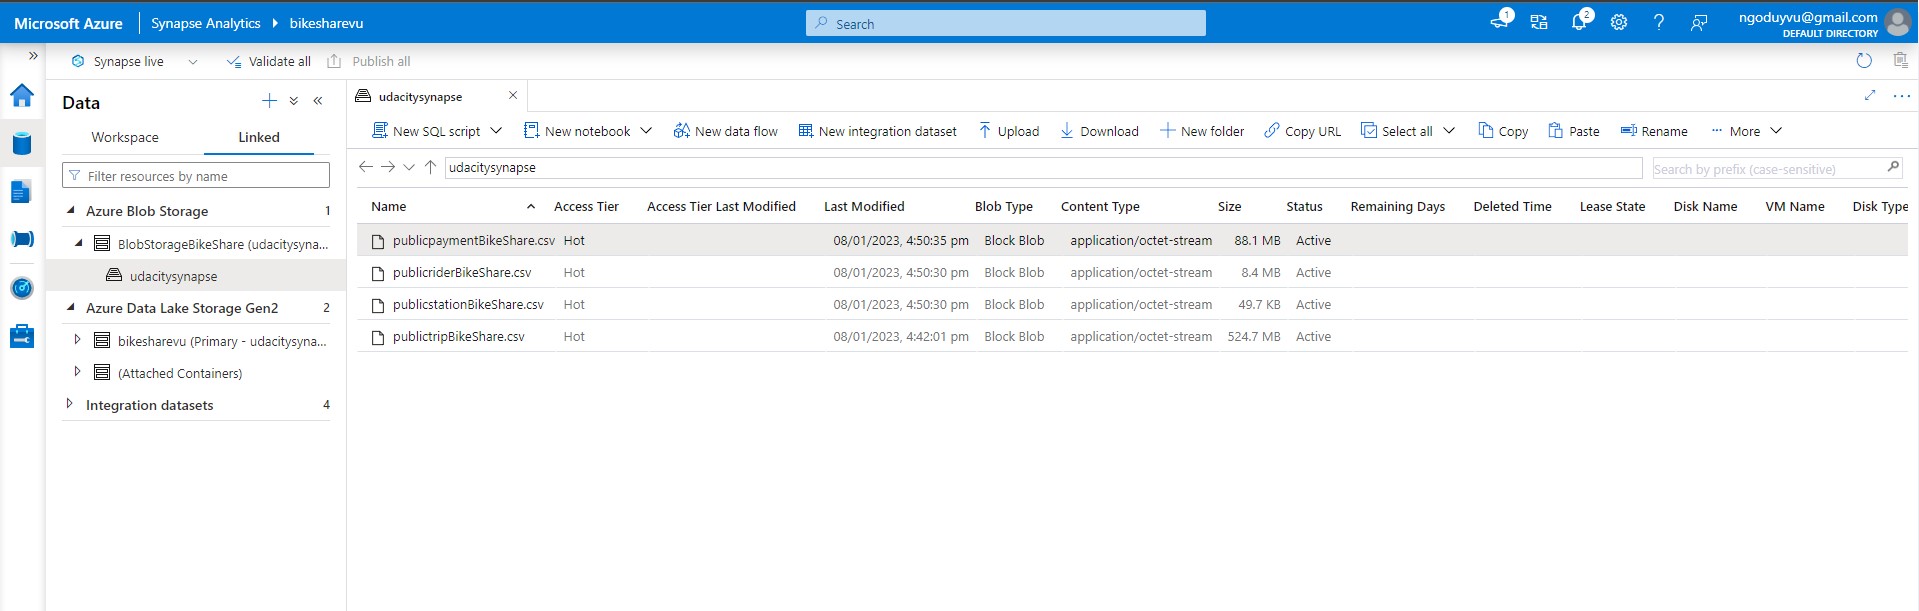 Microsoft Azure Synapse Analytics bikesharevu Search 1 2 ? ngoduyvu@gmail.com
DEFAULT DIRECTORY
Synapse live Validate all Publish all
Data
Workspace Linked
Filter resources by name
Azure Blob Storage 1
BlobStorageBikeShare (udacitysyna...
udacitysynapse
Azure Data Lake Storage Gen2 2
bikesharevu (Primary - udacitysyna...
(Attached Containers)
Integration datasets 4
udacitysynapse
New SQL script New notebook New data flow New integration dataset Upload Download New folder Copy URL Select all Copy Paste Rename More
udacitysynapse Search by prefix (case-sensitive)
Name Access Tier Access Tier Last Modified Last Modified Blob Type Content Type Size Status Remaining Days Deleted Time Lease State Disk Name VM Name Disk Type
publicpaymentBikeShare.csv Hot 08/01/2023, 4:50:35 pm Block Blob application/octet-stream 88.1 MB Active
publicriderBikeShare.csv Hot 08/01/2023, 4:50:30 pm Block Blob application/octet-stream 8.4 MB Active
publicstationBikeShare.csv Hot 08/01/2023, 4:50:30 pm Block Blob application/octet-stream 49.7 KB Active
publictripBikeShare.csv Hot 08/01/2023, 4:42:01 pm Block Blob application/octet-stream 524.7 MB Active